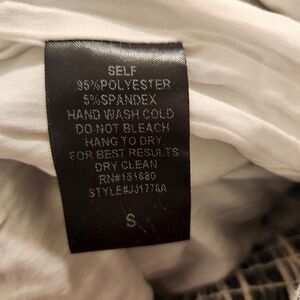 SELF
95%POLYESTER
5%SPANDEX
HAND WASH COLD
DO NOT BLEACH
HANG TO DRY
FOR BEST RESULTS
DRY CLEAN
RN#151680
STYLE#JJ1776A
S